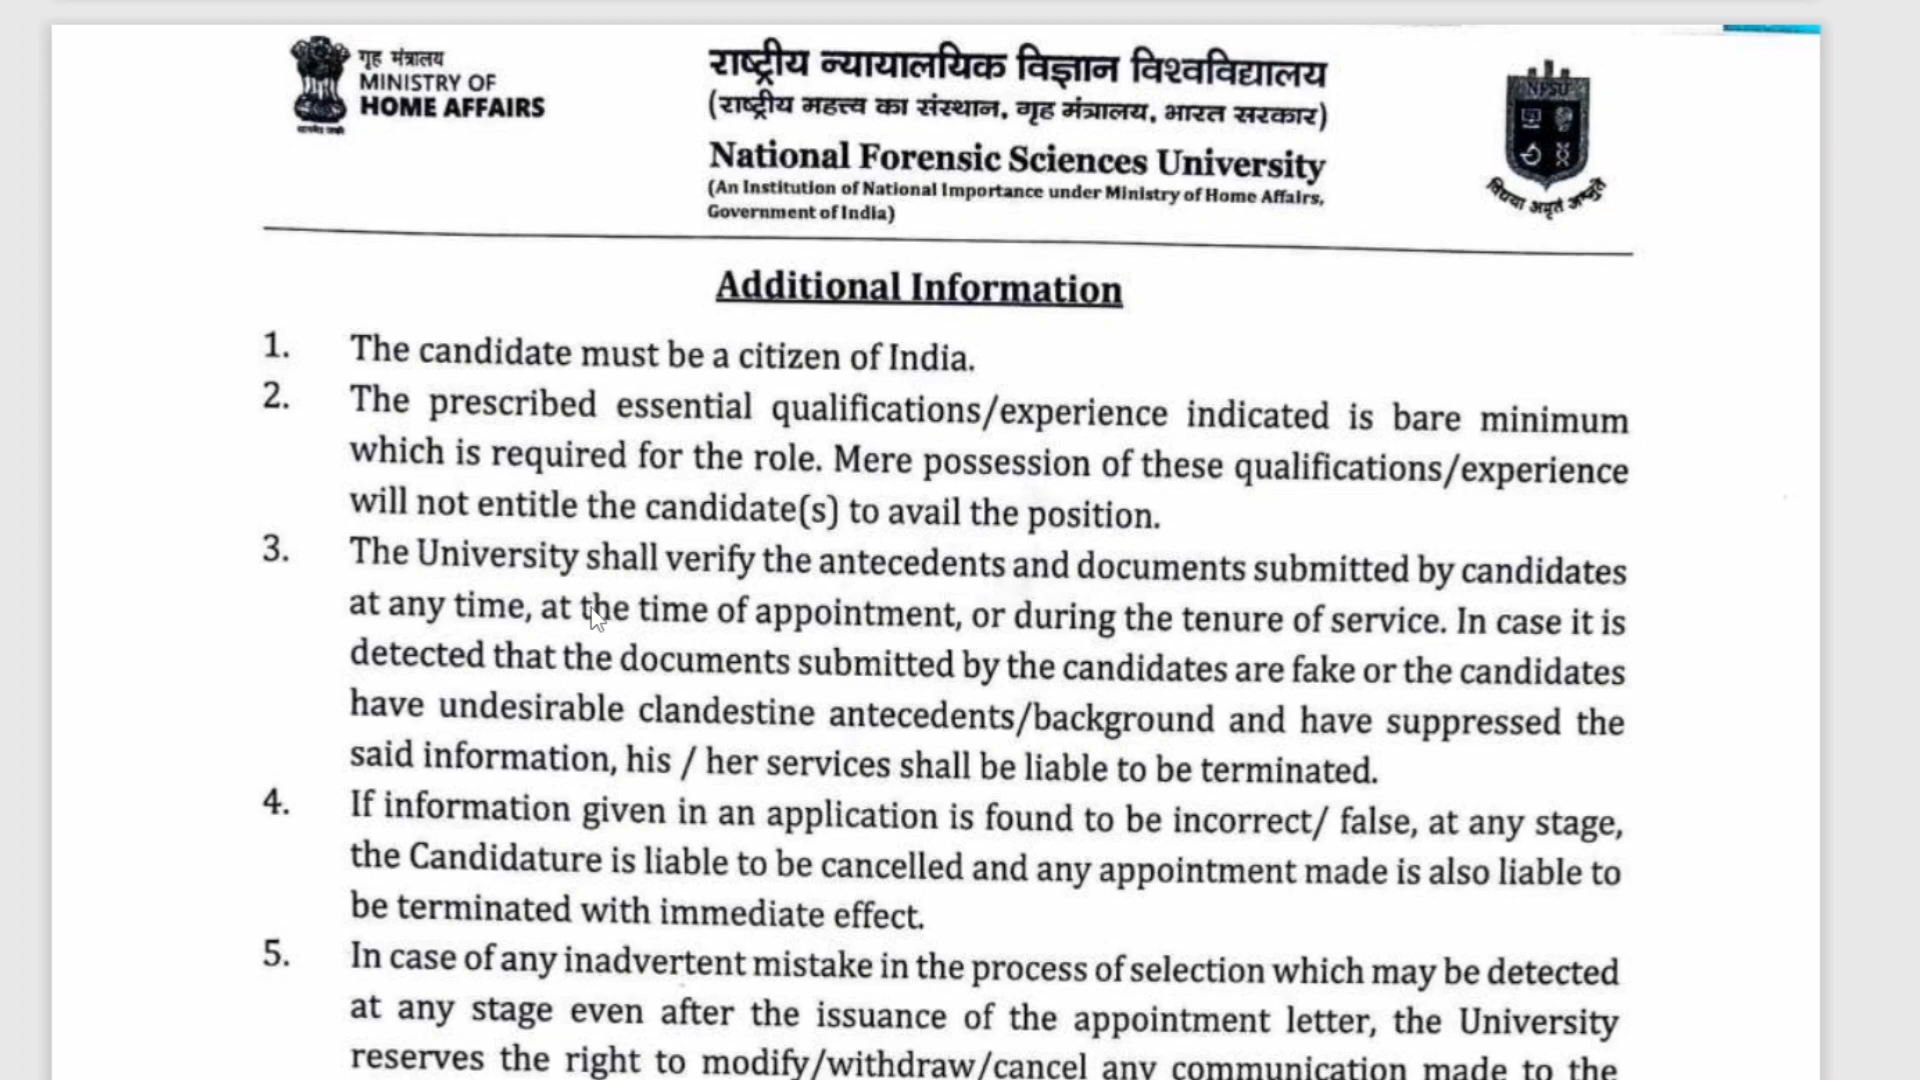 गृह मंत्रालय
MINISTRY OF
HOME AFFAIRS
सत्यमेव जयते
राष्ट्रीय न्यायालयिक विज्ञान विश्वविद्यालय
(राष्ट्रीय महत्त्व का संस्थान, गृह मंत्रालय, भारत सरकार)
National Forensic Sciences University
(An Institution of National Importance under Ministry of Home Affairs,
Government of India)
NFSU
विद्यया अमृतं अश्नुते
Additional Information
1. The candidate must be a citizen of India.
2. The prescribed essential qualifications/experience indicated is bare minimum
which is required for the role. Mere possession of these qualifications/experience
will not entitle the candidate(s) to avail the position.
3. The University shall verify the antecedents and documents submitted by candidates
at any time, at the time of appointment, or during the tenure of service. In case it is
detected that the documents submitted by the candidates are fake or the candidates
have undesirable clandestine antecedents/background and have suppressed the
said information, his / her services shall be liable to be terminated.
4. If information given in an application is found to be incorrect/ false, at any stage,
the Candidature is liable to be cancelled and any appointment made is also liable to
be terminated with immediate effect.
5. In case of any inadvertent mistake in the process of selection which may be detected
at any stage even after the issuance of the appointment letter, the University
reserves the right to modify/withdraw/cancel any communication made to the